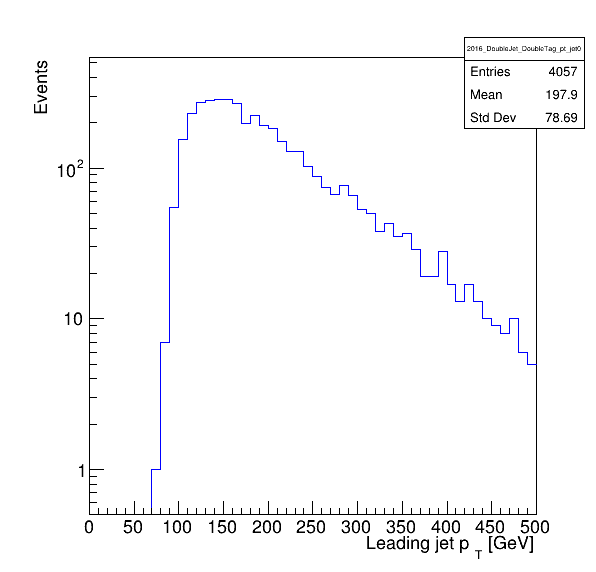 2016_DoubleJet_DoubleTag_pt_jet0
Entries 4057
Mean 197.9
Std Dev 78.69
Events
10²
10
1
0 50 100 150 200 250 300 350 400 450 500
Leading jet p_T [GeV]